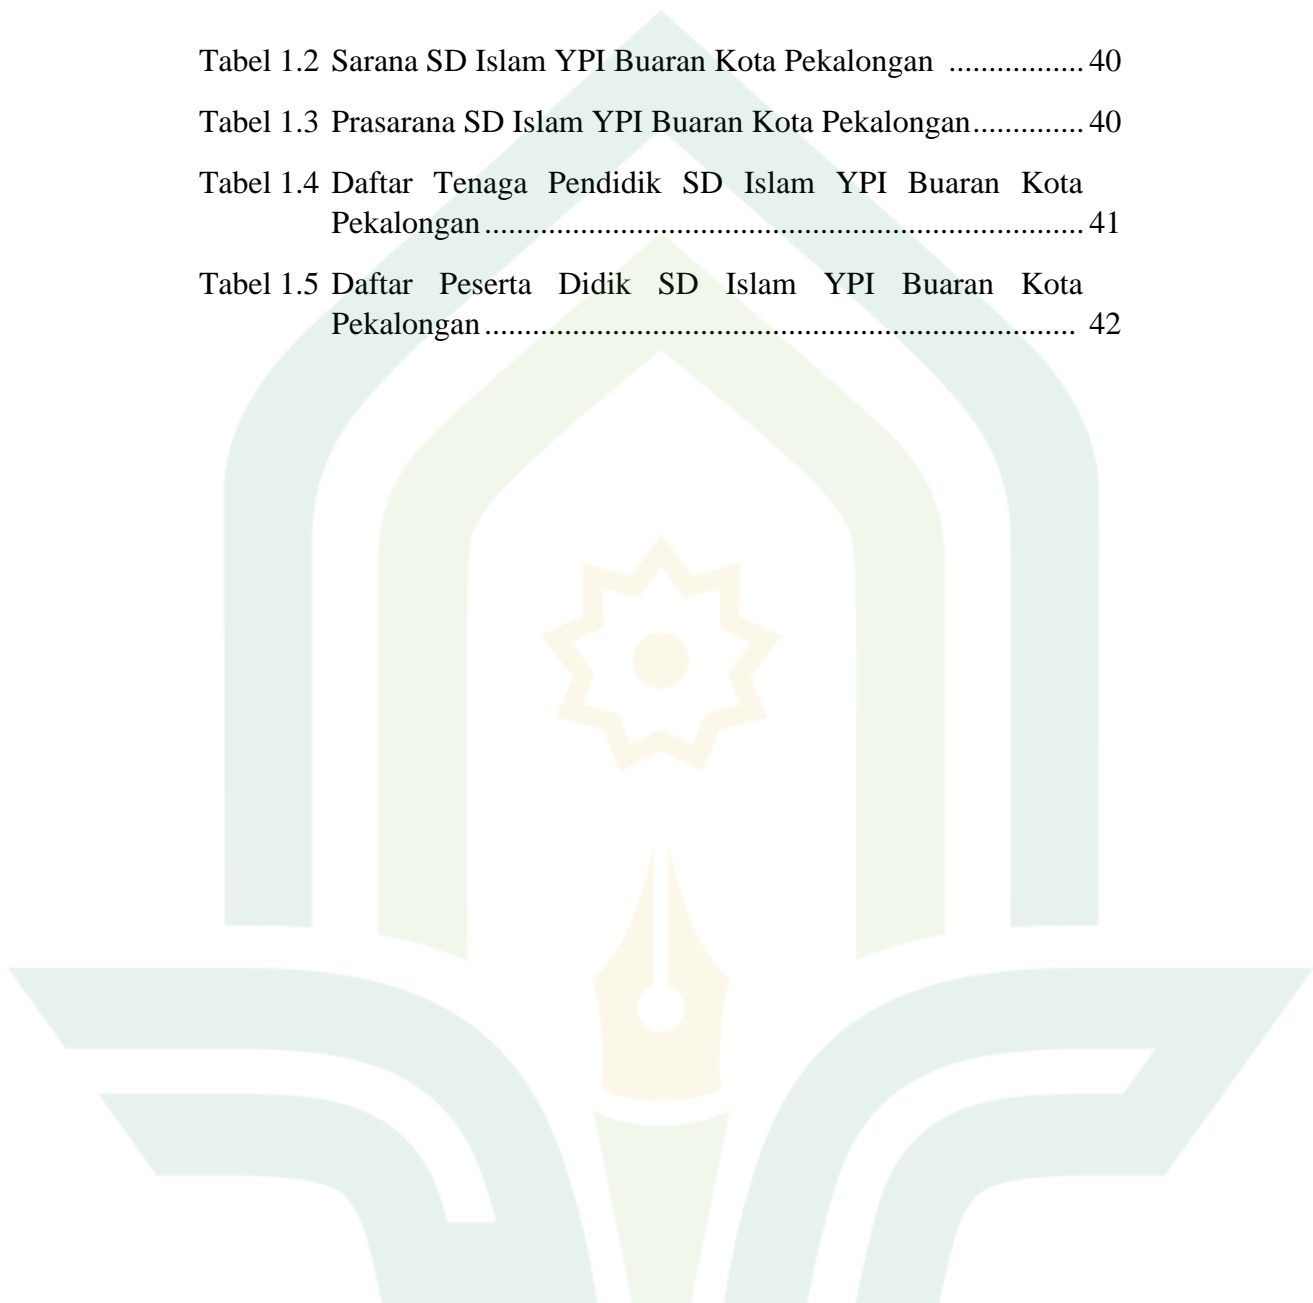 Tabel 1.2 Sarana SD Islam YPI Buaran Kota Pekalongan ................. 40
Tabel 1.3 Prasarana SD Islam YPI Buaran Kota Pekalongan.............. 40
Tabel 1.4 Daftar Tenaga Pendidik SD Islam YPI Buaran Kota
Pekalongan........................................................................... 41
Tabel 1.5 Daftar Peserta Didik SD Islam YPI Buaran Kota
Pekalongan.......................................................................... 42